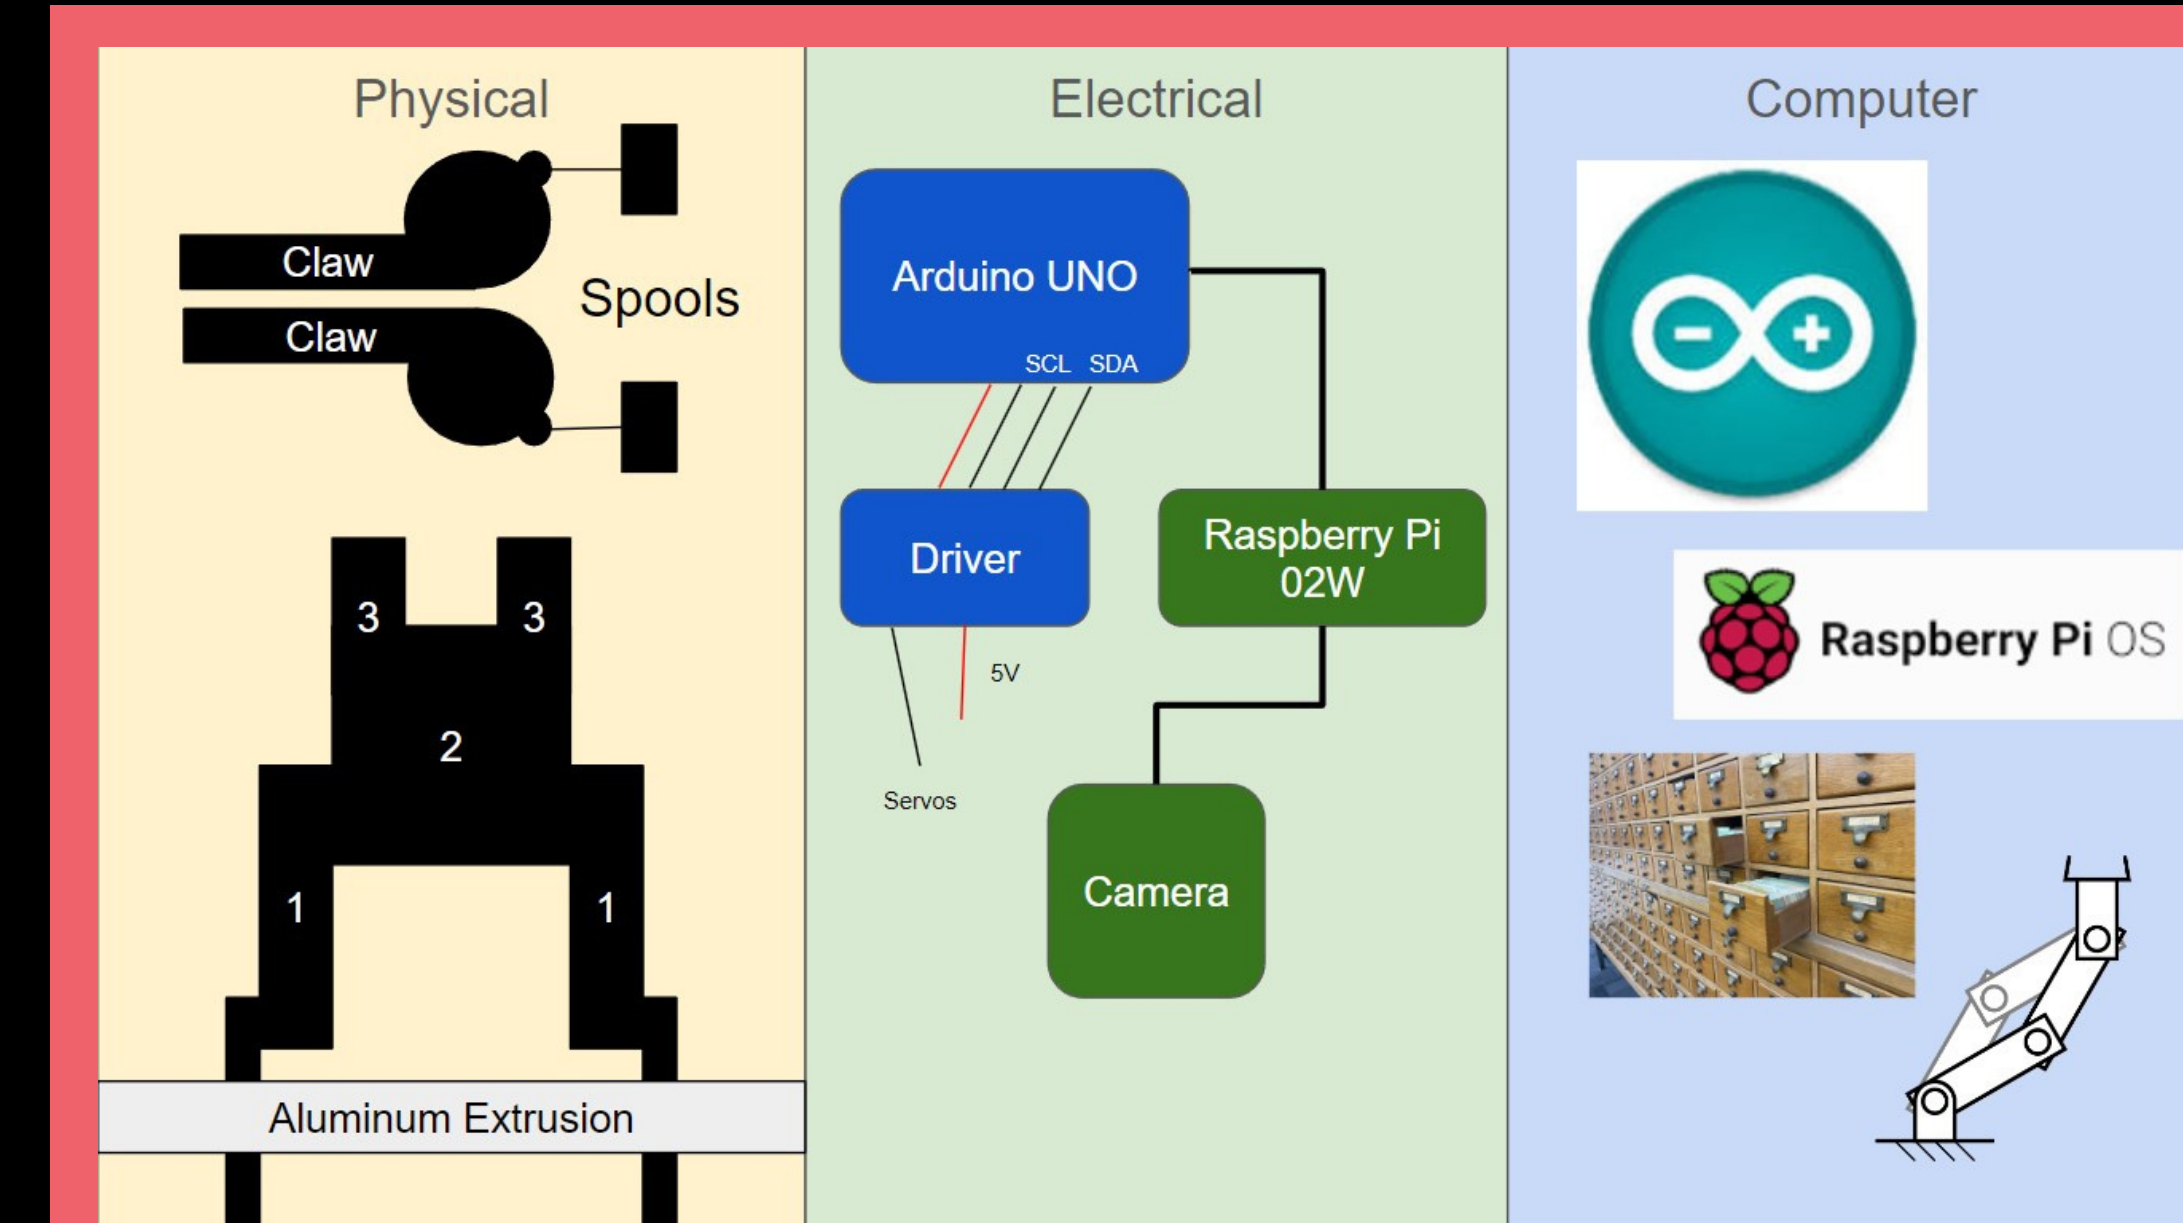 Physical
Claw
Claw
Spools
3 3
2
1 1
Aluminum Extrusion
Electrical
Arduino UNO
SCL SDA
Driver
Raspberry Pi
02W
5V
Servos
Camera
Computer
Raspberry Pi OS